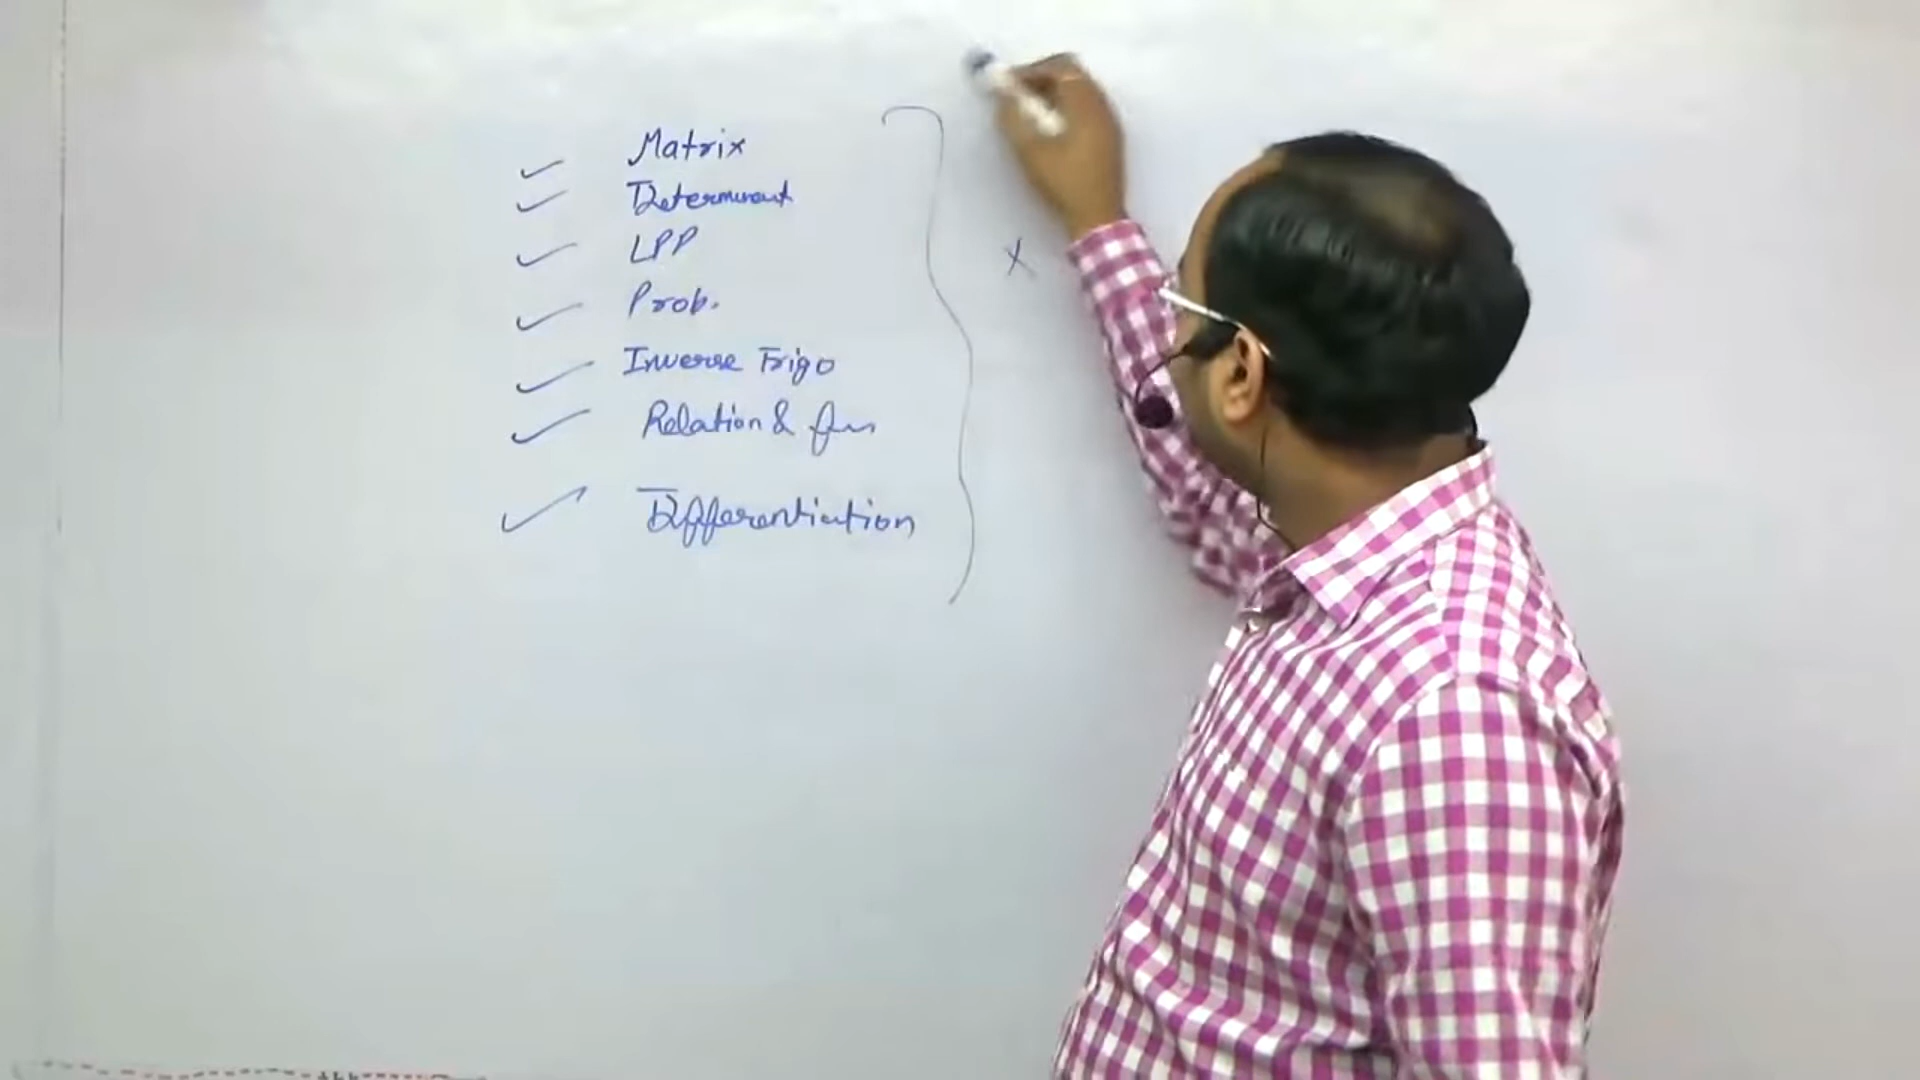 Matrix
Determinant
LPP
Prob.
Inverse Trigo
Relation & fun
Differentiation
x